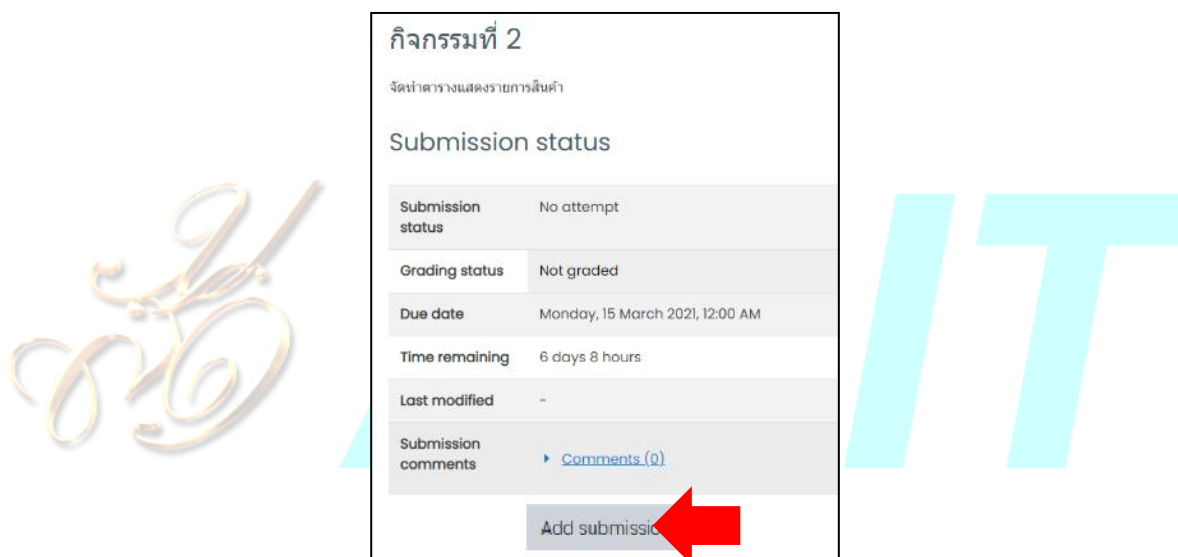 กิจกรรมที่ 2
จัดทำตารางแสดงรายการสินค้า
Submission status
Submission status
No attempt
Grading status
Not graded
Due date
Monday, 15 March 2021, 12:00 AM
Time remaining
6 days 8 hours
Last modified
-
Submission comments
Comments (0)
Add
IT